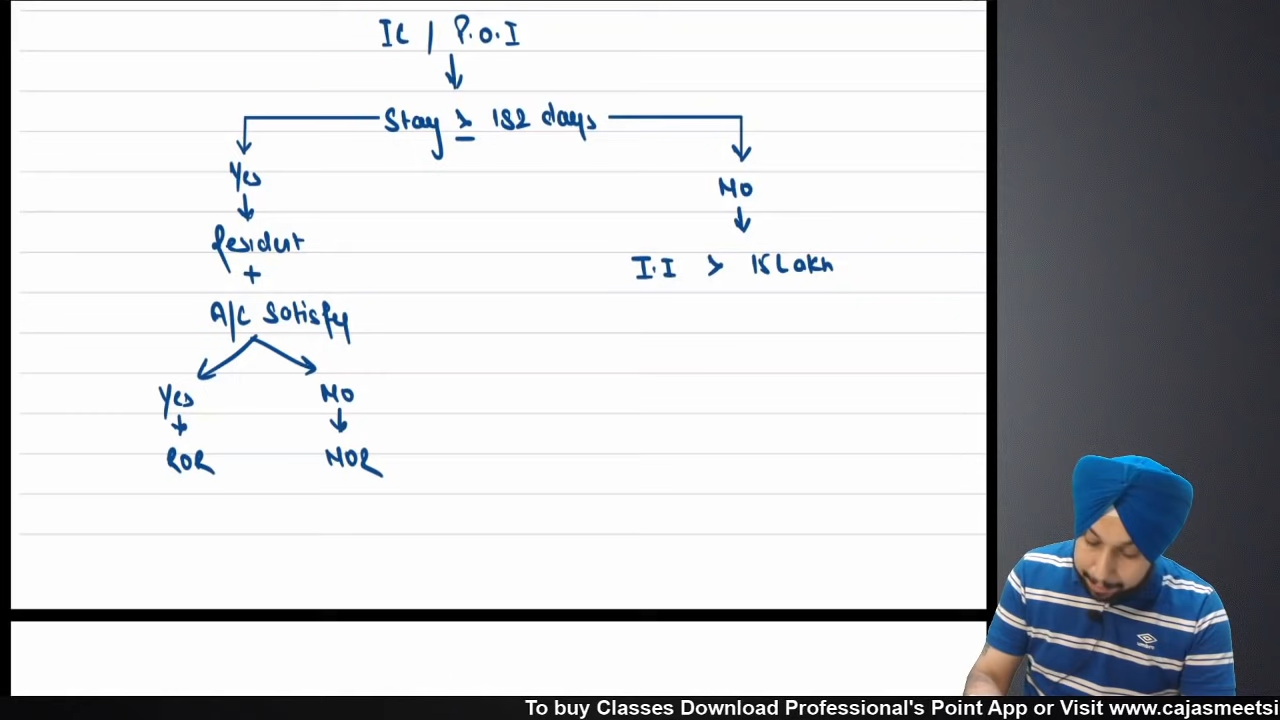 IC | P.O.I
Stay ≥ 182 days
Yes
No
Resident
+
I.I > 15 Lakh
A/C Satisfy
Yes
No
ROR
NOR
umbro
To buy Classes Download Professional's Point App or Visit www.cajasmeetsi